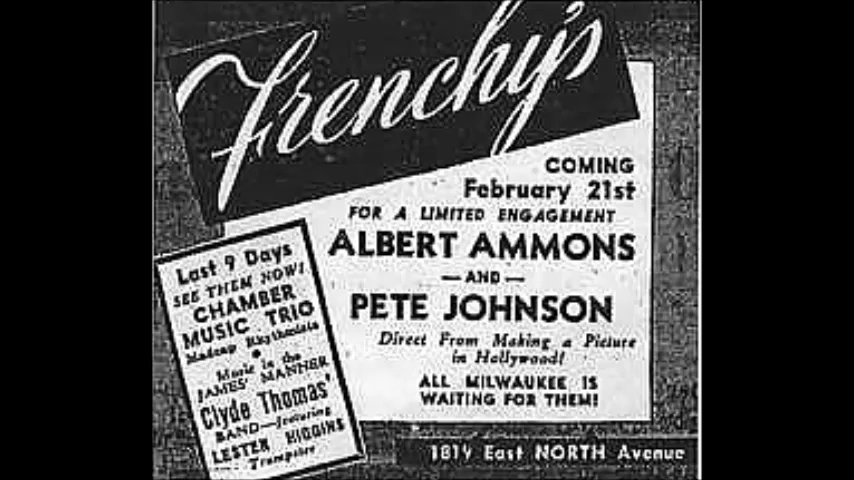 Frenchy's
COMING
February 21st
FOR A LIMITED ENGAGEMENT
ALBERT AMMONS
—AND—
PETE JOHNSON
Direct From Making a Picture
in Hollywood!
ALL MILWAUKEE IS
WAITING FOR THEM!
Last 9 Days
SEE THEM NOW!
CHAMBER
MUSIC TRIO
Madcap Rhythmists
Music in the
JAMES' MANNER
Clyde Thomas'
BAND—featuring
LESTER HIGGINS
Trumpeter
1819 East NORTH Avenue